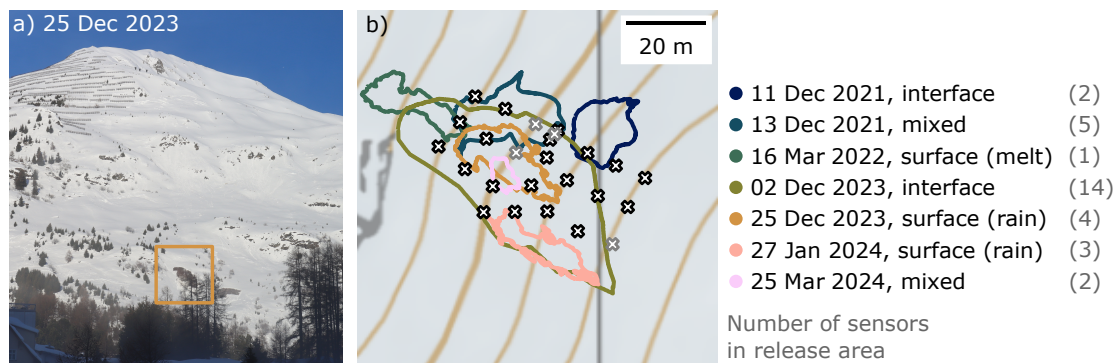 a) 25 Dec 2023
b)
20 m
11 Dec 2021, interface (2)
13 Dec 2021, mixed (5)
16 Mar 2022, surface (melt) (1)
02 Dec 2023, interface (14)
25 Dec 2023, surface (rain) (4)
27 Jan 2024, surface (rain) (3)
25 Mar 2024, mixed (2)
Number of sensors
in release area